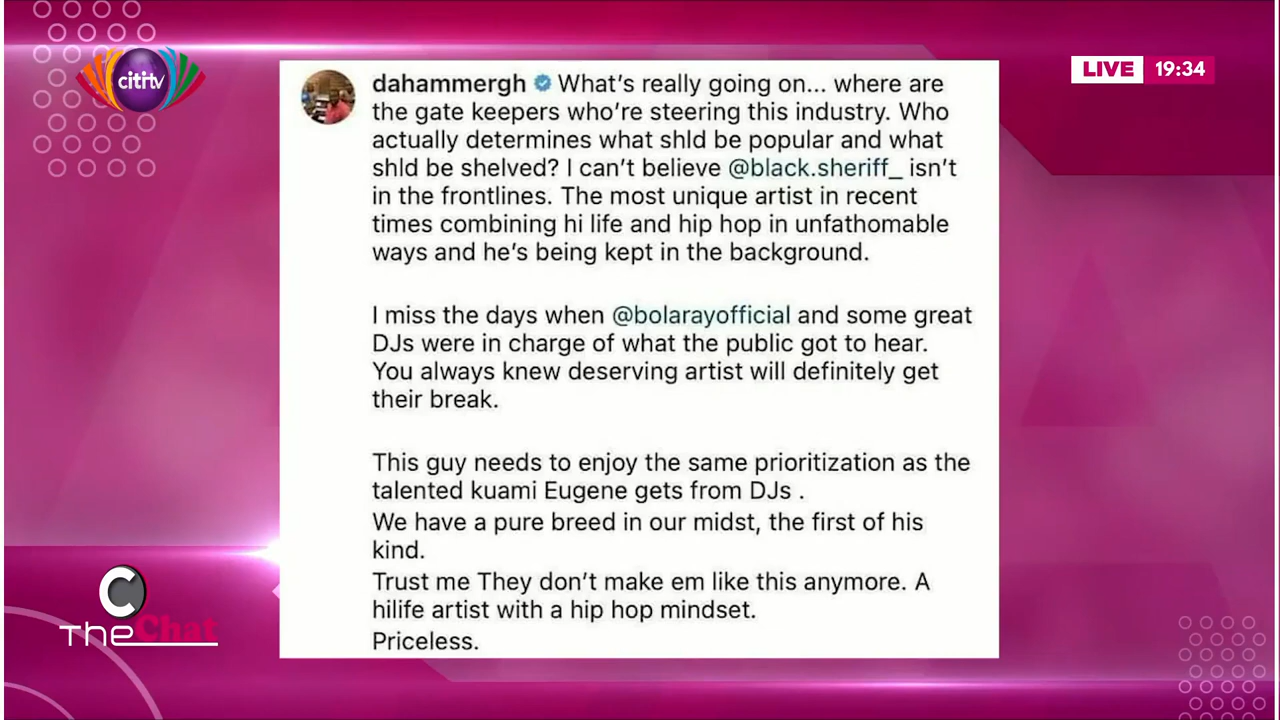 cititv
LIVE 19:34
dahammergh What's really going on... where are
the gate keepers who're steering this industry. Who
actually determines what shld be popular and what
shld be shelved? I can't believe @black.sheriff_ isn't
in the frontlines. The most unique artist in recent
times combining hi life and hip hop in unfathomable
ways and he's being kept in the background.
I miss the days when @bolarayofficial and some great
DJs were in charge of what the public got to hear.
You always knew deserving artist will definitely get
their break.
This guy needs to enjoy the same prioritization as the
talented kuami Eugene gets from DJs .
We have a pure breed in our midst, the first of his
kind.
Trust me They don't make em like this anymore. A
hilife artist with a hip hop mindset.
Priceless.
C
The Chat